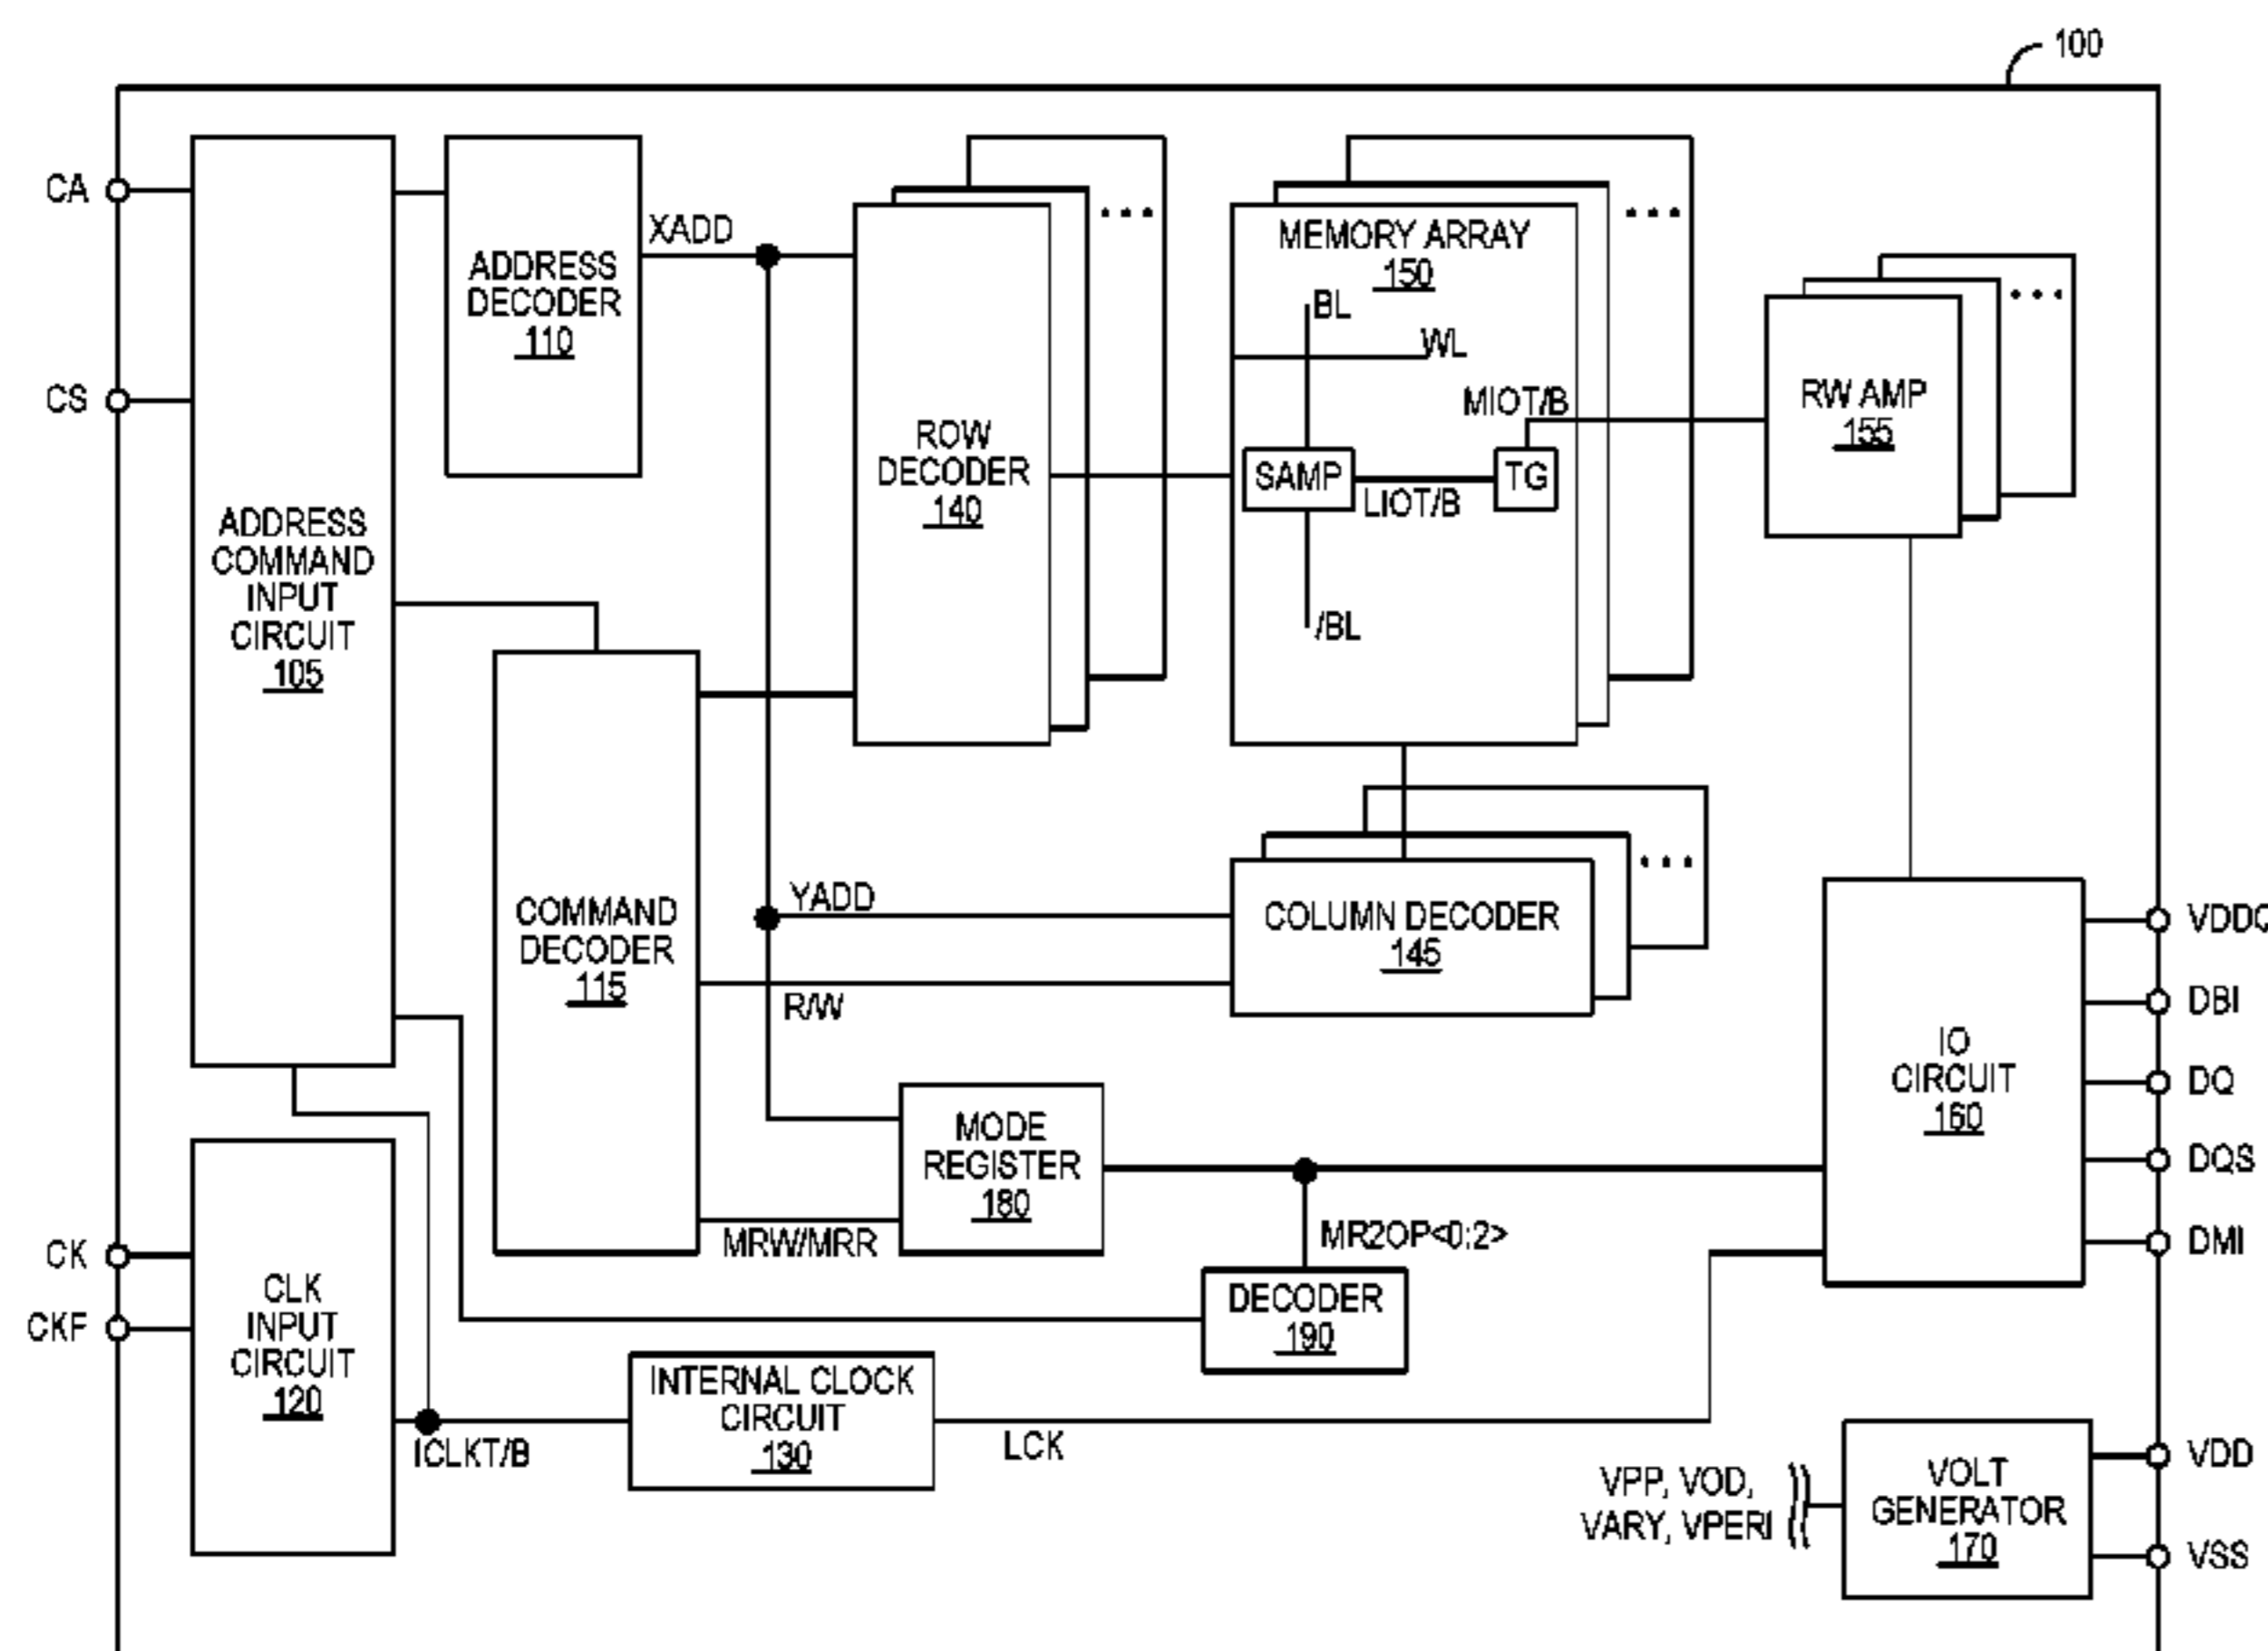 100
CA
CS
ADDRESS
COMMAND
INPUT
CIRCUIT
105
ADDRESS
DECODER
110
XADD
ROW
DECODER
140
...
MEMORY ARRAY
150
BL
WL
MIOT/B
SAMP
LIOT/B
TG
/BL
...
RW AMP
155
...
COMMAND
DECODER
115
YADD
R/W
COLUMN DECODER
145
...
MODE
REGISTER
180
MRW/MRR
MR2OP<0:2>
DECODER
190
IO
CIRCUIT
160
VDDQ
DBI
DQ
DQS
DMI
CK
CKF
CLK
INPUT
CIRCUIT
120
ICLKT/B
INTERNAL CLOCK
CIRCUIT
130
LCK
VPP, VOD,
VARY, VPERI
VOLT
GENERATOR
170
VDD
VSS